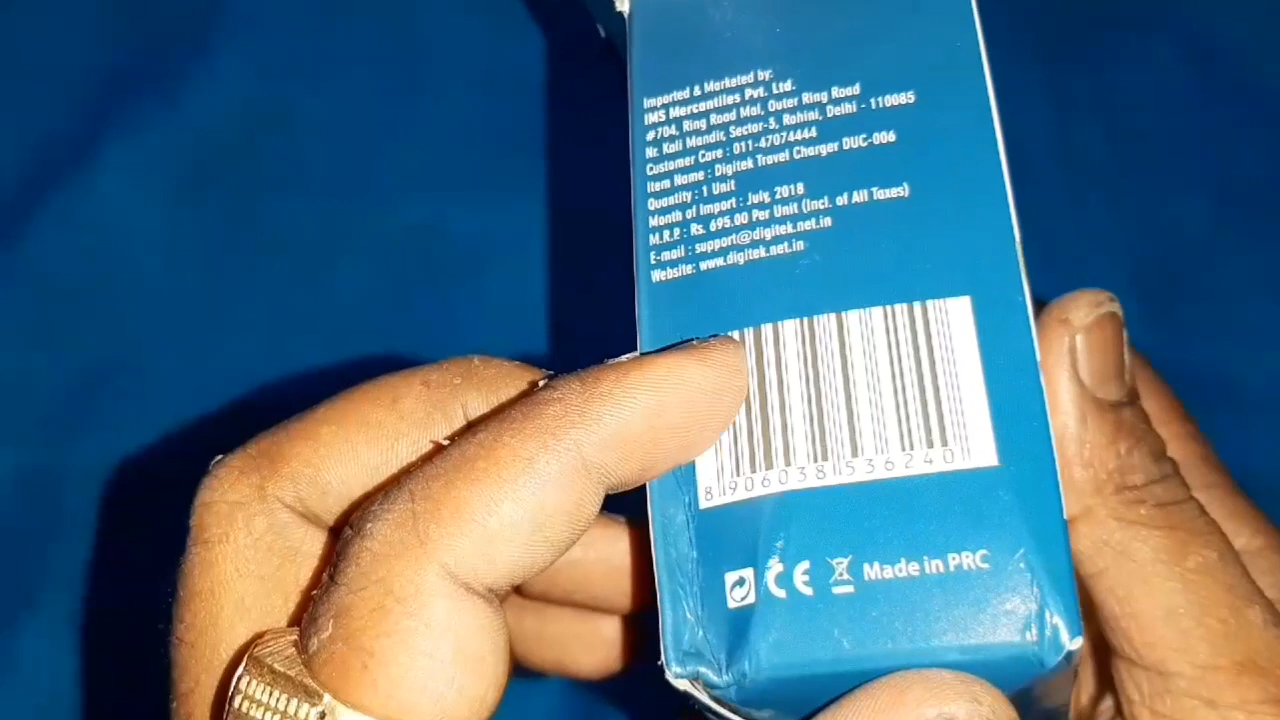 Imported & Marketed by:
IMS Mercantiles Pvt. Ltd.
#704, Ring Road Mal, Outer Ring Road
Nr. Kali Mandir, Sector-3, Rohini, Delhi - 110085
Customer Care : 011-47074444
Item Name : Digitek Travel Charger DUC-006
Quantity : 1 Unit
Month of Import : July, 2018
M.R.P. : Rs. 695.00 Per Unit (Incl. of All Taxes)
E-mail : support@digitek.net.in
Website: www.digitek.net.in
8 906038 536240
CE Made in PRC